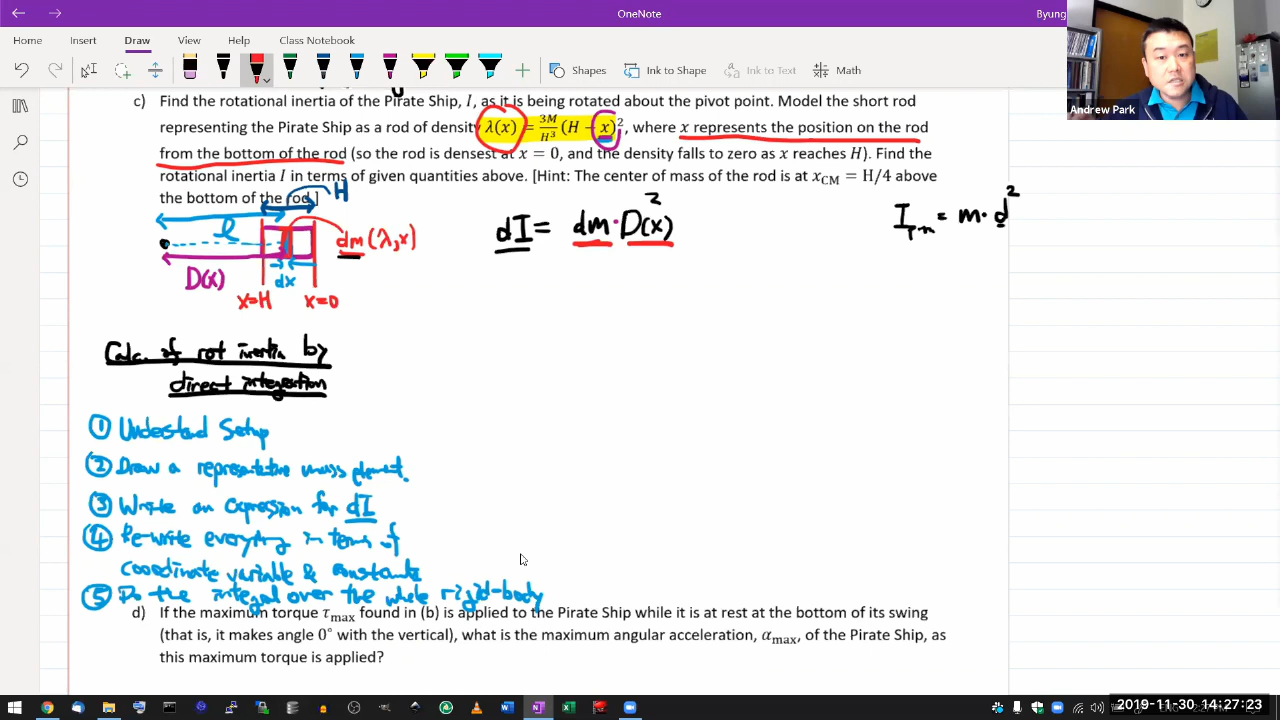 OneNote
Byung
Home Insert Draw View Help Class Notebook
Shapes Ink to Shape Ink to Text Math
Andrew Park
c) Find the rotational inertia of the Pirate Ship, I, as it is being rotated about the pivot point. Model the short rod
representing the Pirate Ship as a rod of density λ(x) = 3M/H³ (H − x)², where x represents the position on the rod
from the bottom of the rod (so the rod is densest at x = 0, and the density falls to zero as x reaches H). Find the
rotational inertia I in terms of given quantities above. [Hint: The center of mass of the rod is at xCM = H/4 above
the bottom of the rod.]
H
l
dm (λ,x)
D(x)
dx
x=H x=0
dI = dm · D(x)²
= m·d²
Calc. of rot inertia by
direct integration
① Understand Setup
② Draw a representative mass element.
③ Write an expression for dI
④ Re-write everything in terms of
coordinate variable & constants
⑤ Do the integral over the whole rigid-body
d) If the maximum torque τmax found in (b) is applied to the Pirate Ship while it is at rest at the bottom of its swing
(that is, it makes angle 0° with the vertical), what is the maximum angular acceleration, αmax, of the Pirate Ship, as
this maximum torque is applied?
2019-11-30 14:27:23